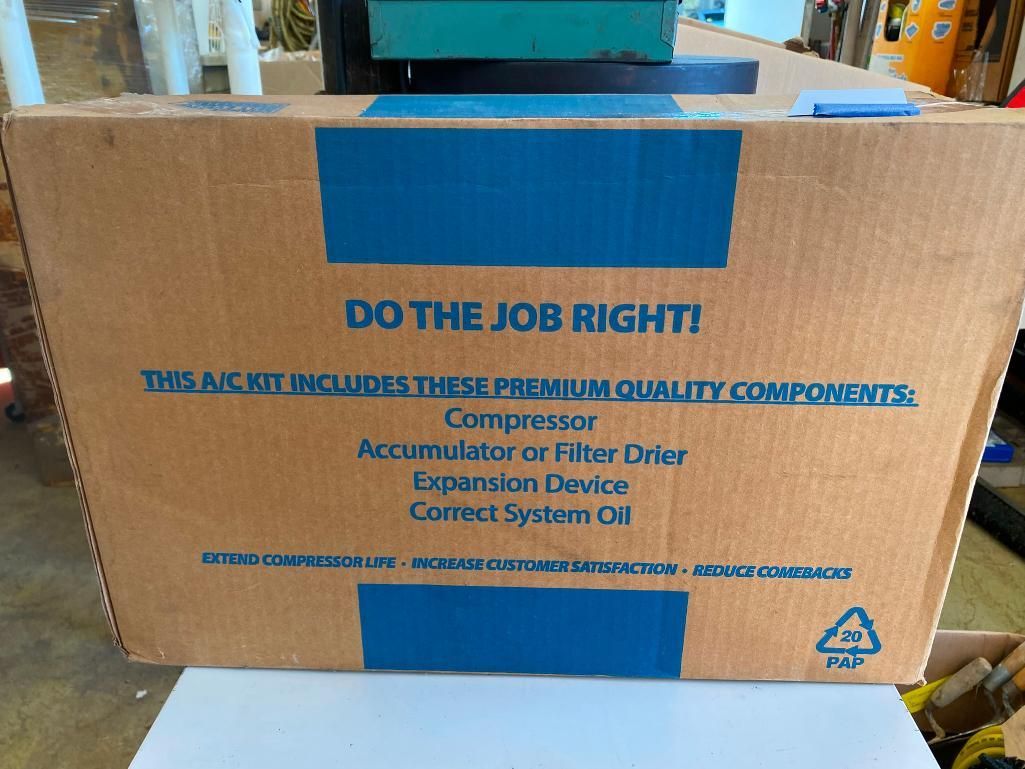 DO THE JOB RIGHT!
THIS A/C KIT INCLUDES THESE PREMIUM QUALITY COMPONENTS:
Compressor
Accumulator or Filter Drier
Expansion Device
Correct System Oil
EXTEND COMPRESSOR LIFE • INCREASE CUSTOMER SATISFACTION • REDUCE COMEBACKS
20
PAP